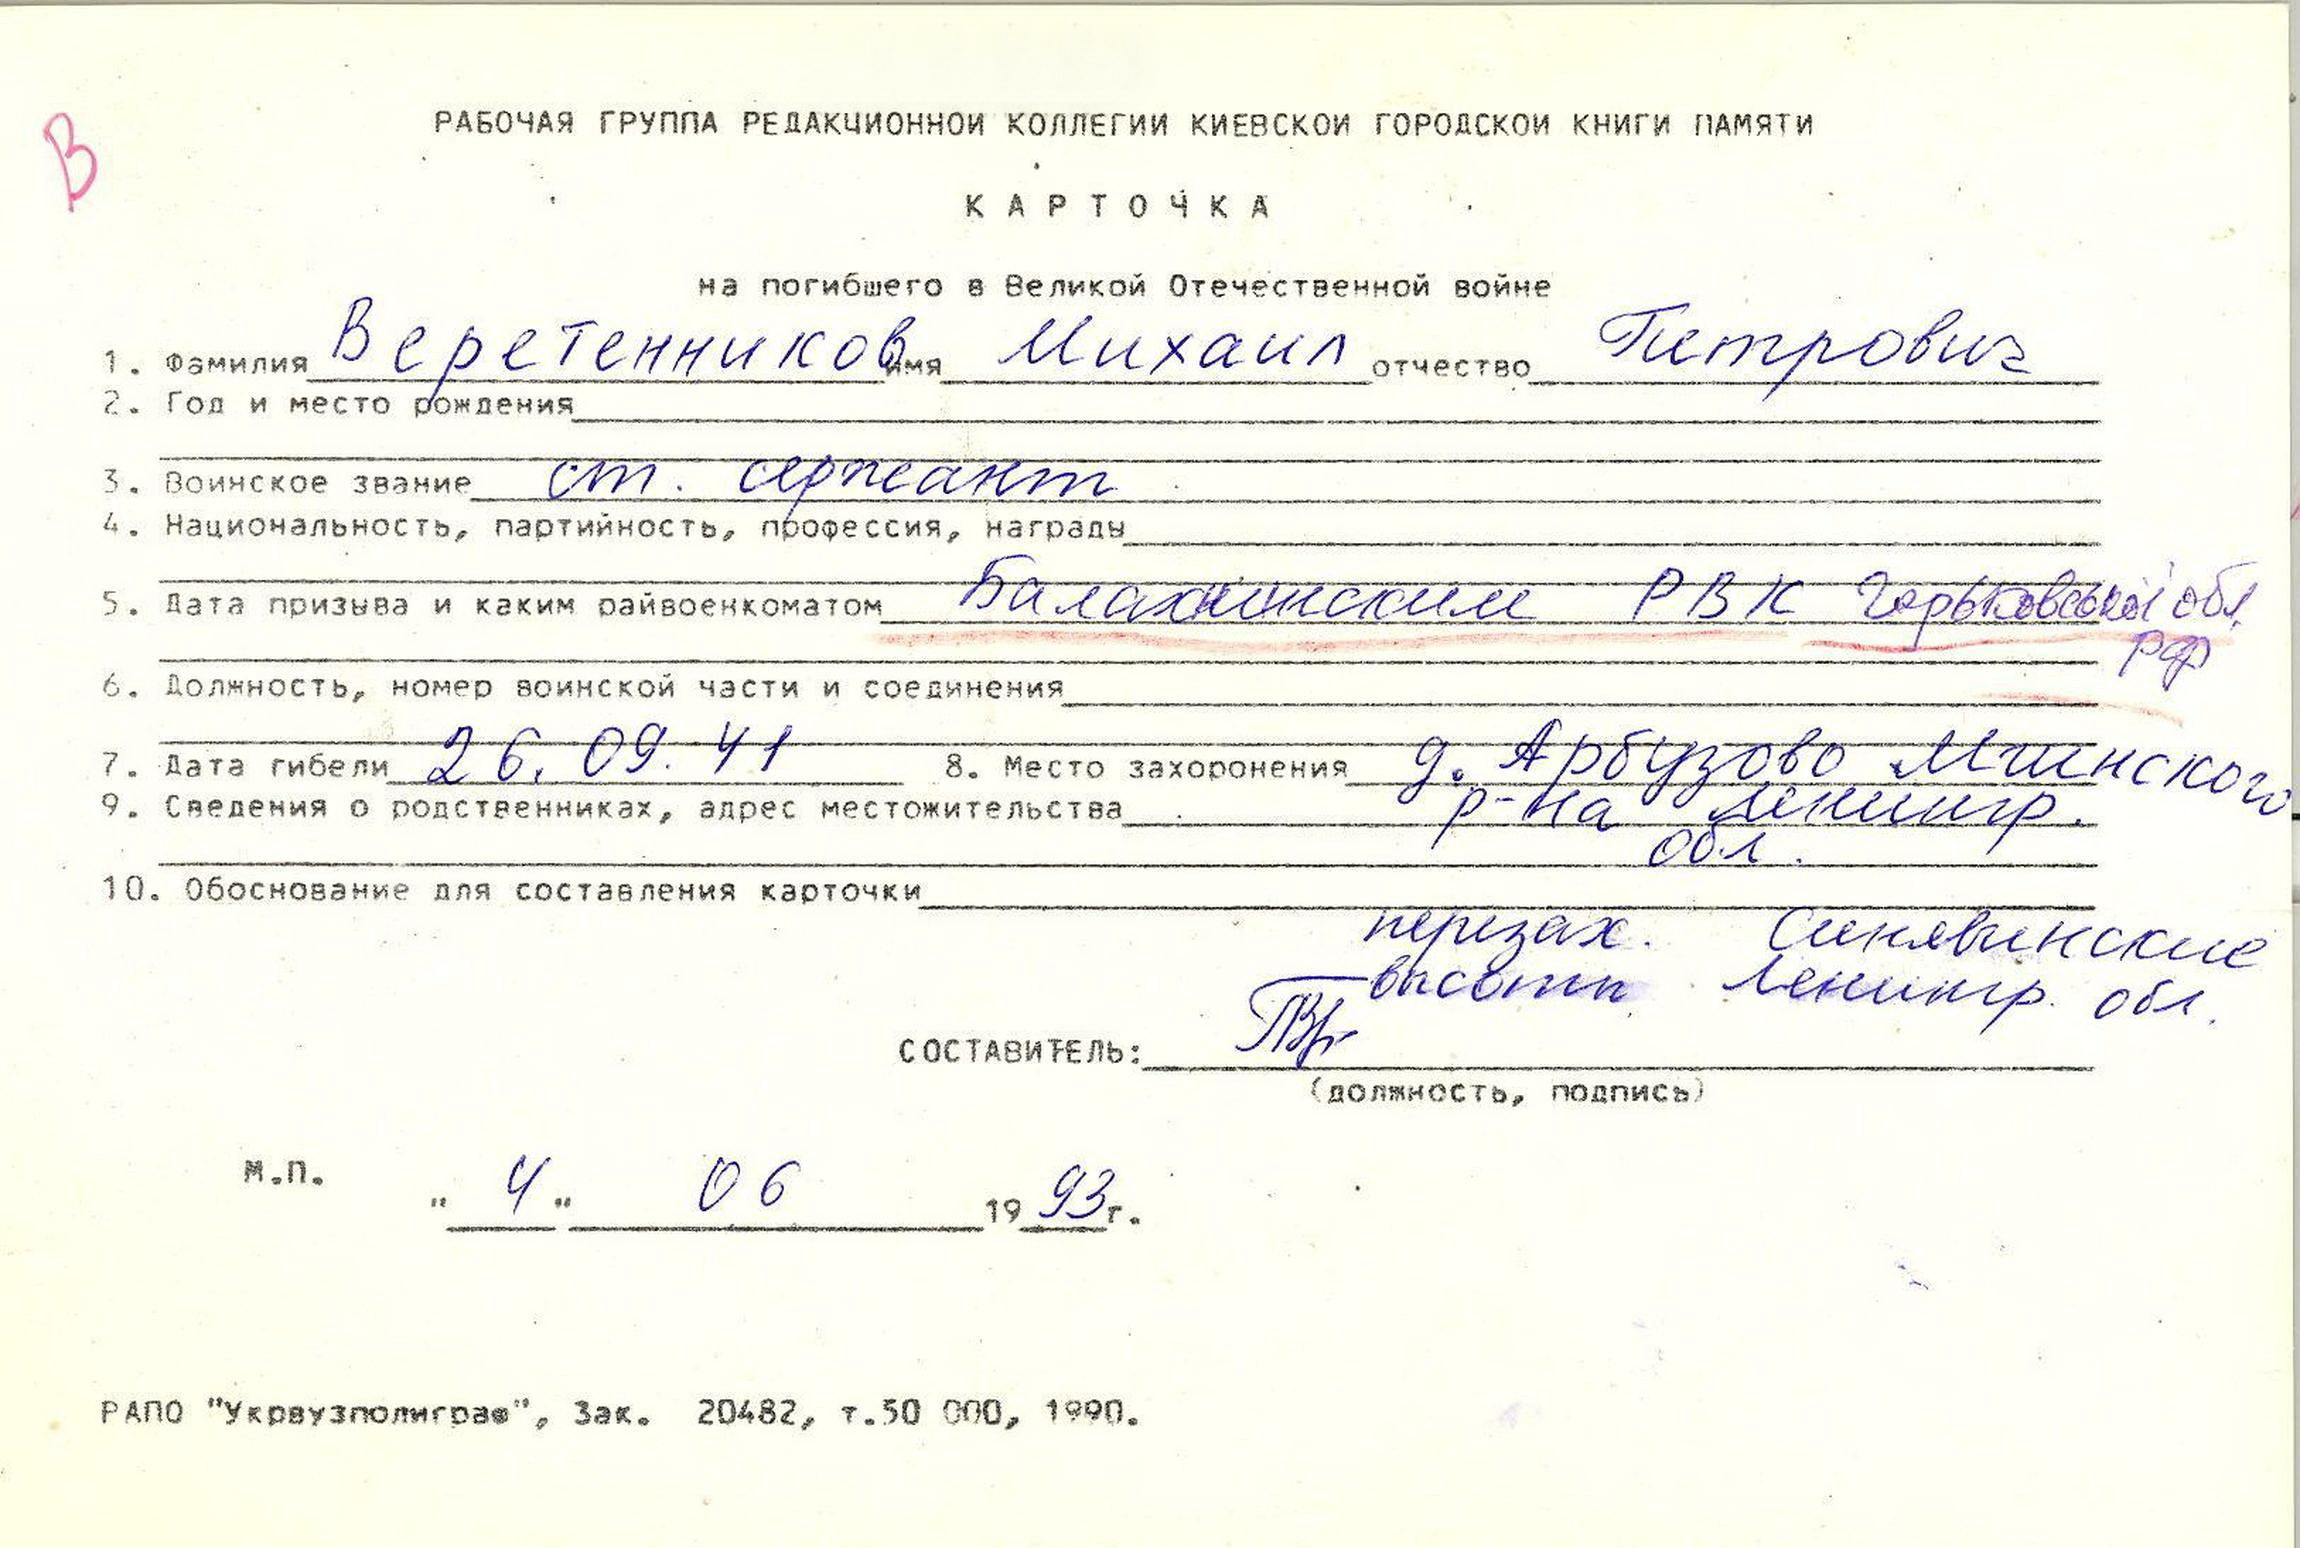 В
РАБОЧАЯ ГРУППА РЕДАКЦИОННОЙ КОЛЛЕГИИ КИЕВСКОЙ ГОРОДСКОЙ КНИГИ ПАМЯТИ
КАРТОЧКА
на погибшего в Великой Отечественной войне
1. Фамилия Веретенников имя Михаил отчество Петрович
2. Год и место рождения
3. Воинское звание ст. сержант
4. Национальность, партийность, профессия, награды
5. Дата призыва и каким райвоенкоматом Балахнинским РВК Горьковської обл.
РФ
6. Должность, номер воинской части и соединения
7. Дата гибели 26.09.41 8. Место захоронения д. Арбузово Мгинского
9. Сведения о родственниках, адрес местожительства р-на Ленингр.
обл.
10. Обоснование для составления карточки
перезах. Синявинские
высоты Ленингр. обл.
СОСТАВИТЕЛЬ:
(должность, подпись)
М.П. "4" 06 1993г.
РАПО "Укрвузполиграф", Зак. 20482, т.50 000, 1990.